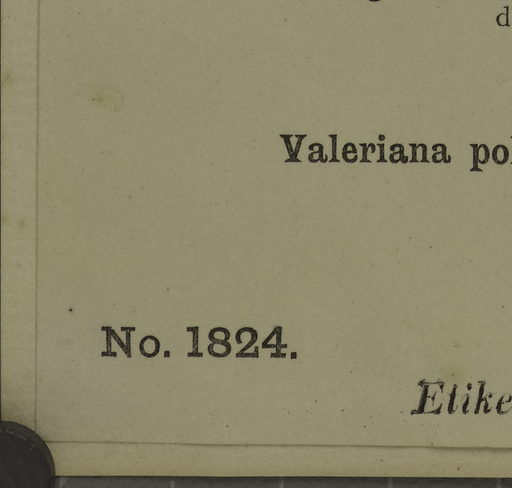 d
Valeriana pol
No. 1824.
Etike